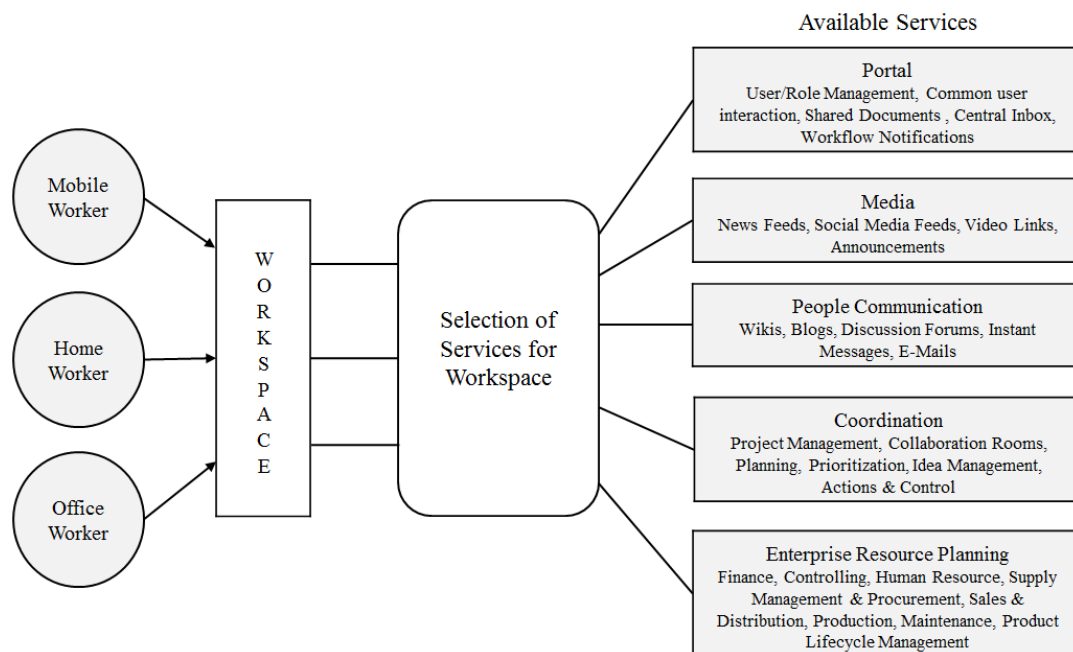 Available Services
Mobile
Worker
Home
Worker
Office
Worker
W
O
R
K
S
P
A
C
E
Selection of
Services for
Workspace
Portal
User/Role Management, Common user
interaction, Shared Documents , Central Inbox,
Workflow Notifications
Media
News Feeds, Social Media Feeds, Video Links,
Announcements
People Communication
Wikis, Blogs, Discussion Forums, Instant
Messages, E-Mails
Coordination
Project Management, Collaboration Rooms,
Planning, Prioritization, Idea Management,
Actions & Control
Enterprise Resource Planning
Finance, Controlling, Human Resource, Supply
Management & Procurement, Sales &
Distribution, Production, Maintenance, Product
Lifecycle Management